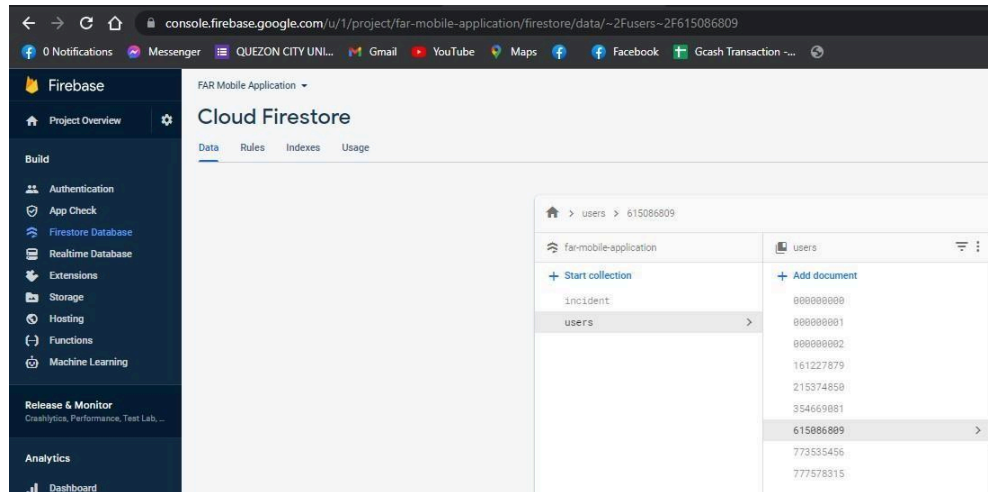 console.firebase.google.com/u/1/project/far-mobile-application/firestore/data/~2Fusers~2F615086809
0 Notifications Messenger QUEZON CITY UNI... Gmail YouTube Maps Facebook Gcash Transaction -...
Firebase
FAR Mobile Application
Project Overview
Cloud Firestore
Data Rules Indexes Usage
Build
Authentication
App Check
Firestore Database
Realtime Database
Extensions
Storage
Hosting
Functions
Machine Learning
Release & Monitor
Crashlytics, Performance, Test Lab, ...
Analytics
Dashboard
> users > 615086809
far-mobile-application
+ Start collection
incident
users >
users
+ Add document
000000000
000000001
000000002
161227879
215374850
354669081
615086809 >
773535456
777578315